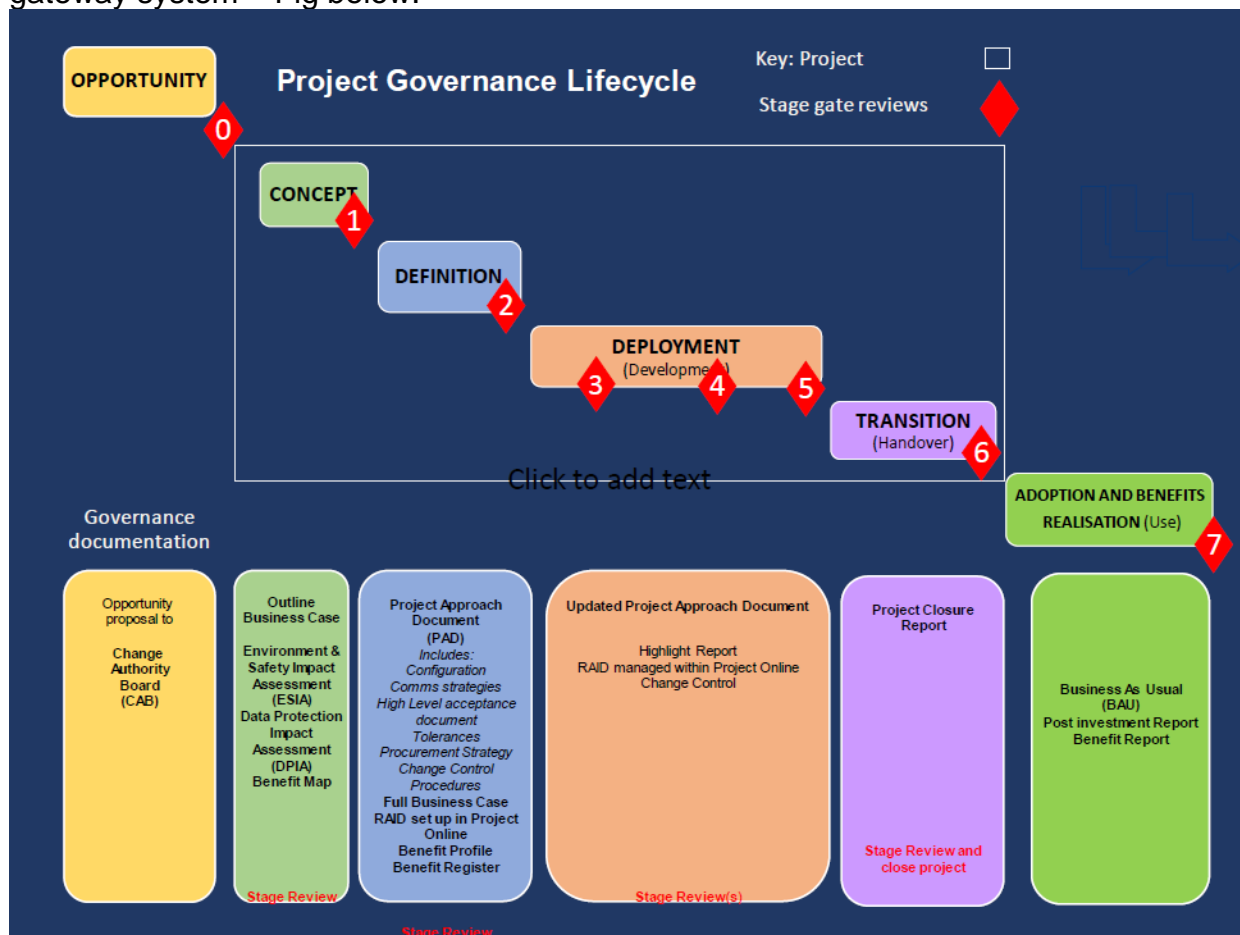 gateway system – Fig below:
OPPORTUNITY
Project Governance Lifecycle
Key: Project
Stage gate reviews
0
CONCEPT
1
DEFINITION
2
DEPLOYMENT
(Development)
3
4
5
TRANSITION
(Handover)
6
Click to add text
ADOPTION AND BENEFITS
REALISATION (Use)
7
Governance
documentation
Opportunity
proposal to
Change
Authority
Board
(CAB)
Outline
Business Case
Environment &
Safety Impact
Assessment
(ESIA)
Data Protection
Impact
Assessment
(DPIA)
Benefit Map
Stage Review
Project Approach
Document
(PAD)
Includes:
Configuration
Comms strategies
High Level acceptance
document
Tolerances
Procurement Strategy
Change Control
Procedures
Full Business Case
RAID set up in Project
Online
Benefit Profile
Benefit Register
Stage Review
Updated Project Approach Document
Highlight Report
RAID managed within Project Online
Change Control
Stage Review(s)
Project Closure
Report
Stage Review and
close project
Business As Usual
(BAU)
Post investment Report
Benefit Report